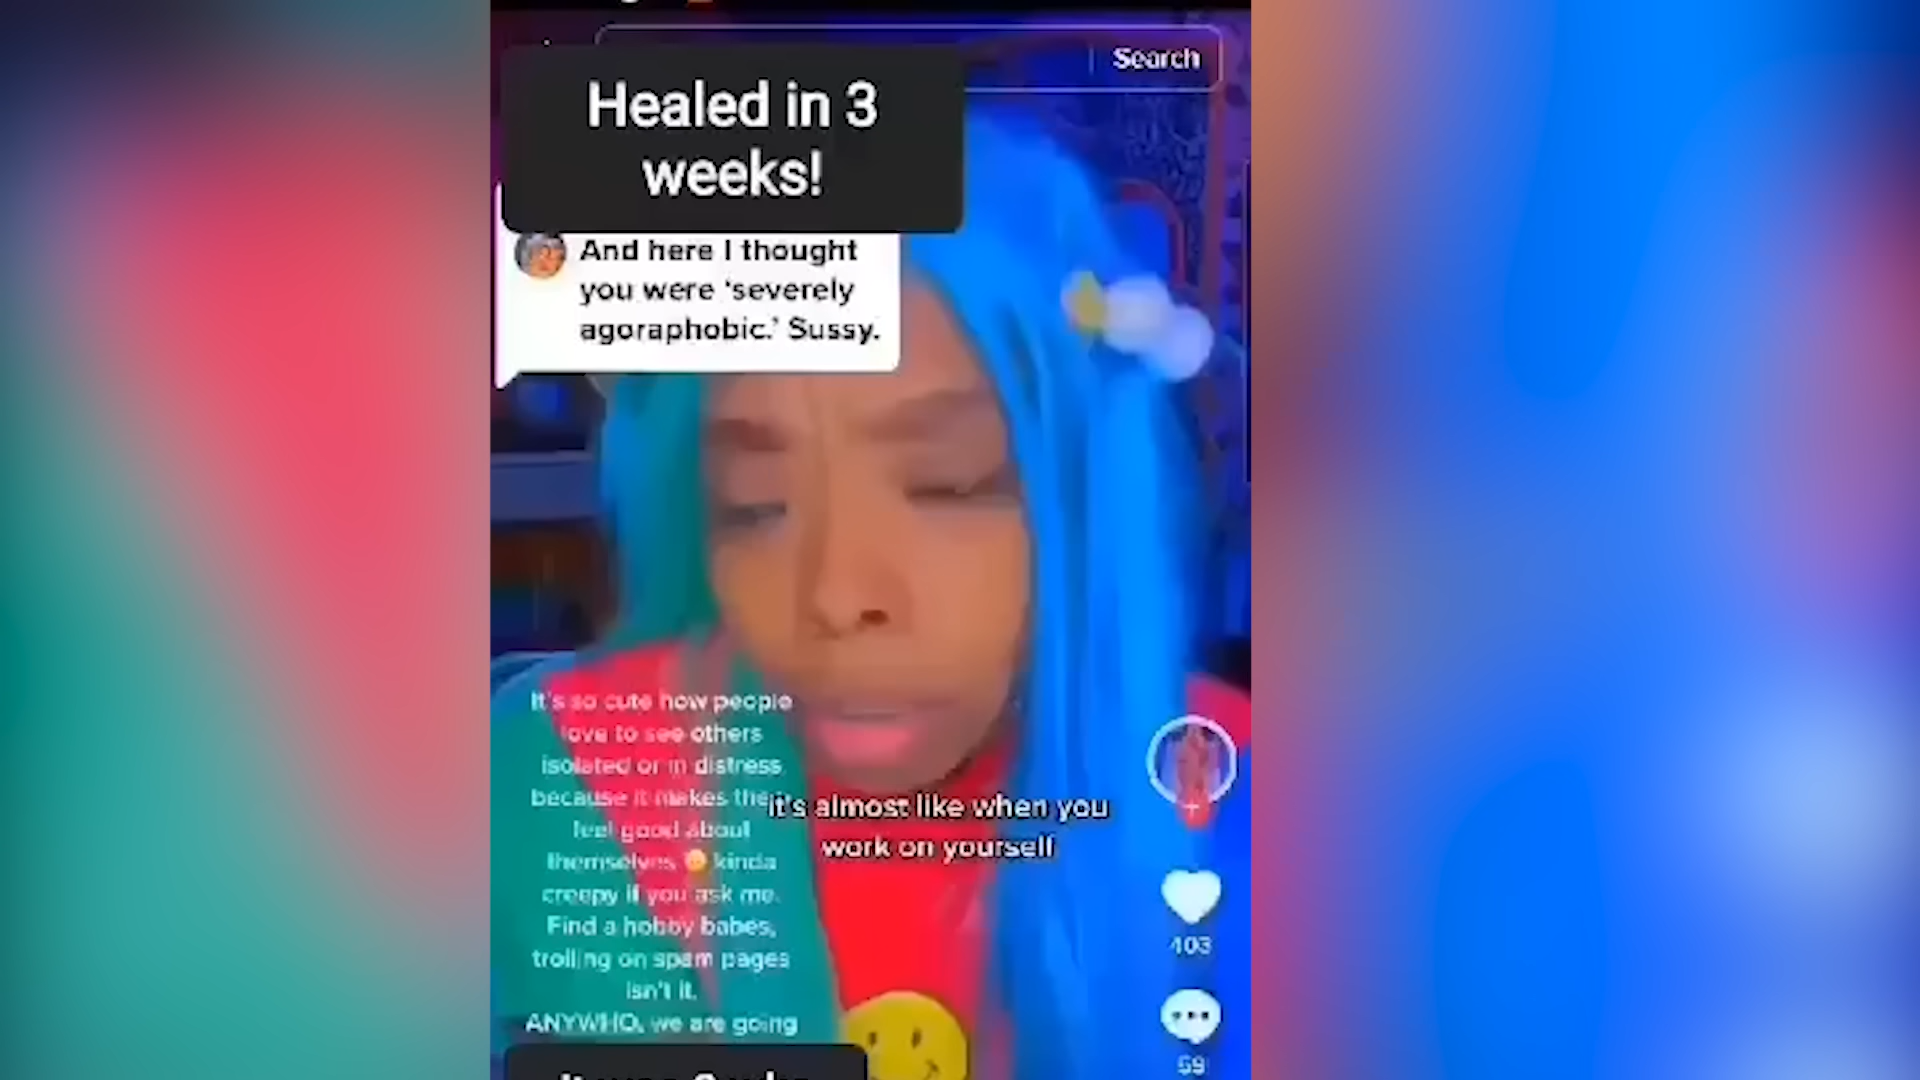 Search
Healed in 3
weeks!
And here I thought
you were ‘severely
agoraphobic.’ Sussy.
It's so cute how people
love to see others
isolated or in distress
because it makes them
feel good about
themselves 😊 kinda
creepy if you ask me.
Find a hobby babes,
trolling on spam pages
isn't it.
ANYWHO, we are going
it's almost like when you
work on yourself
403
59